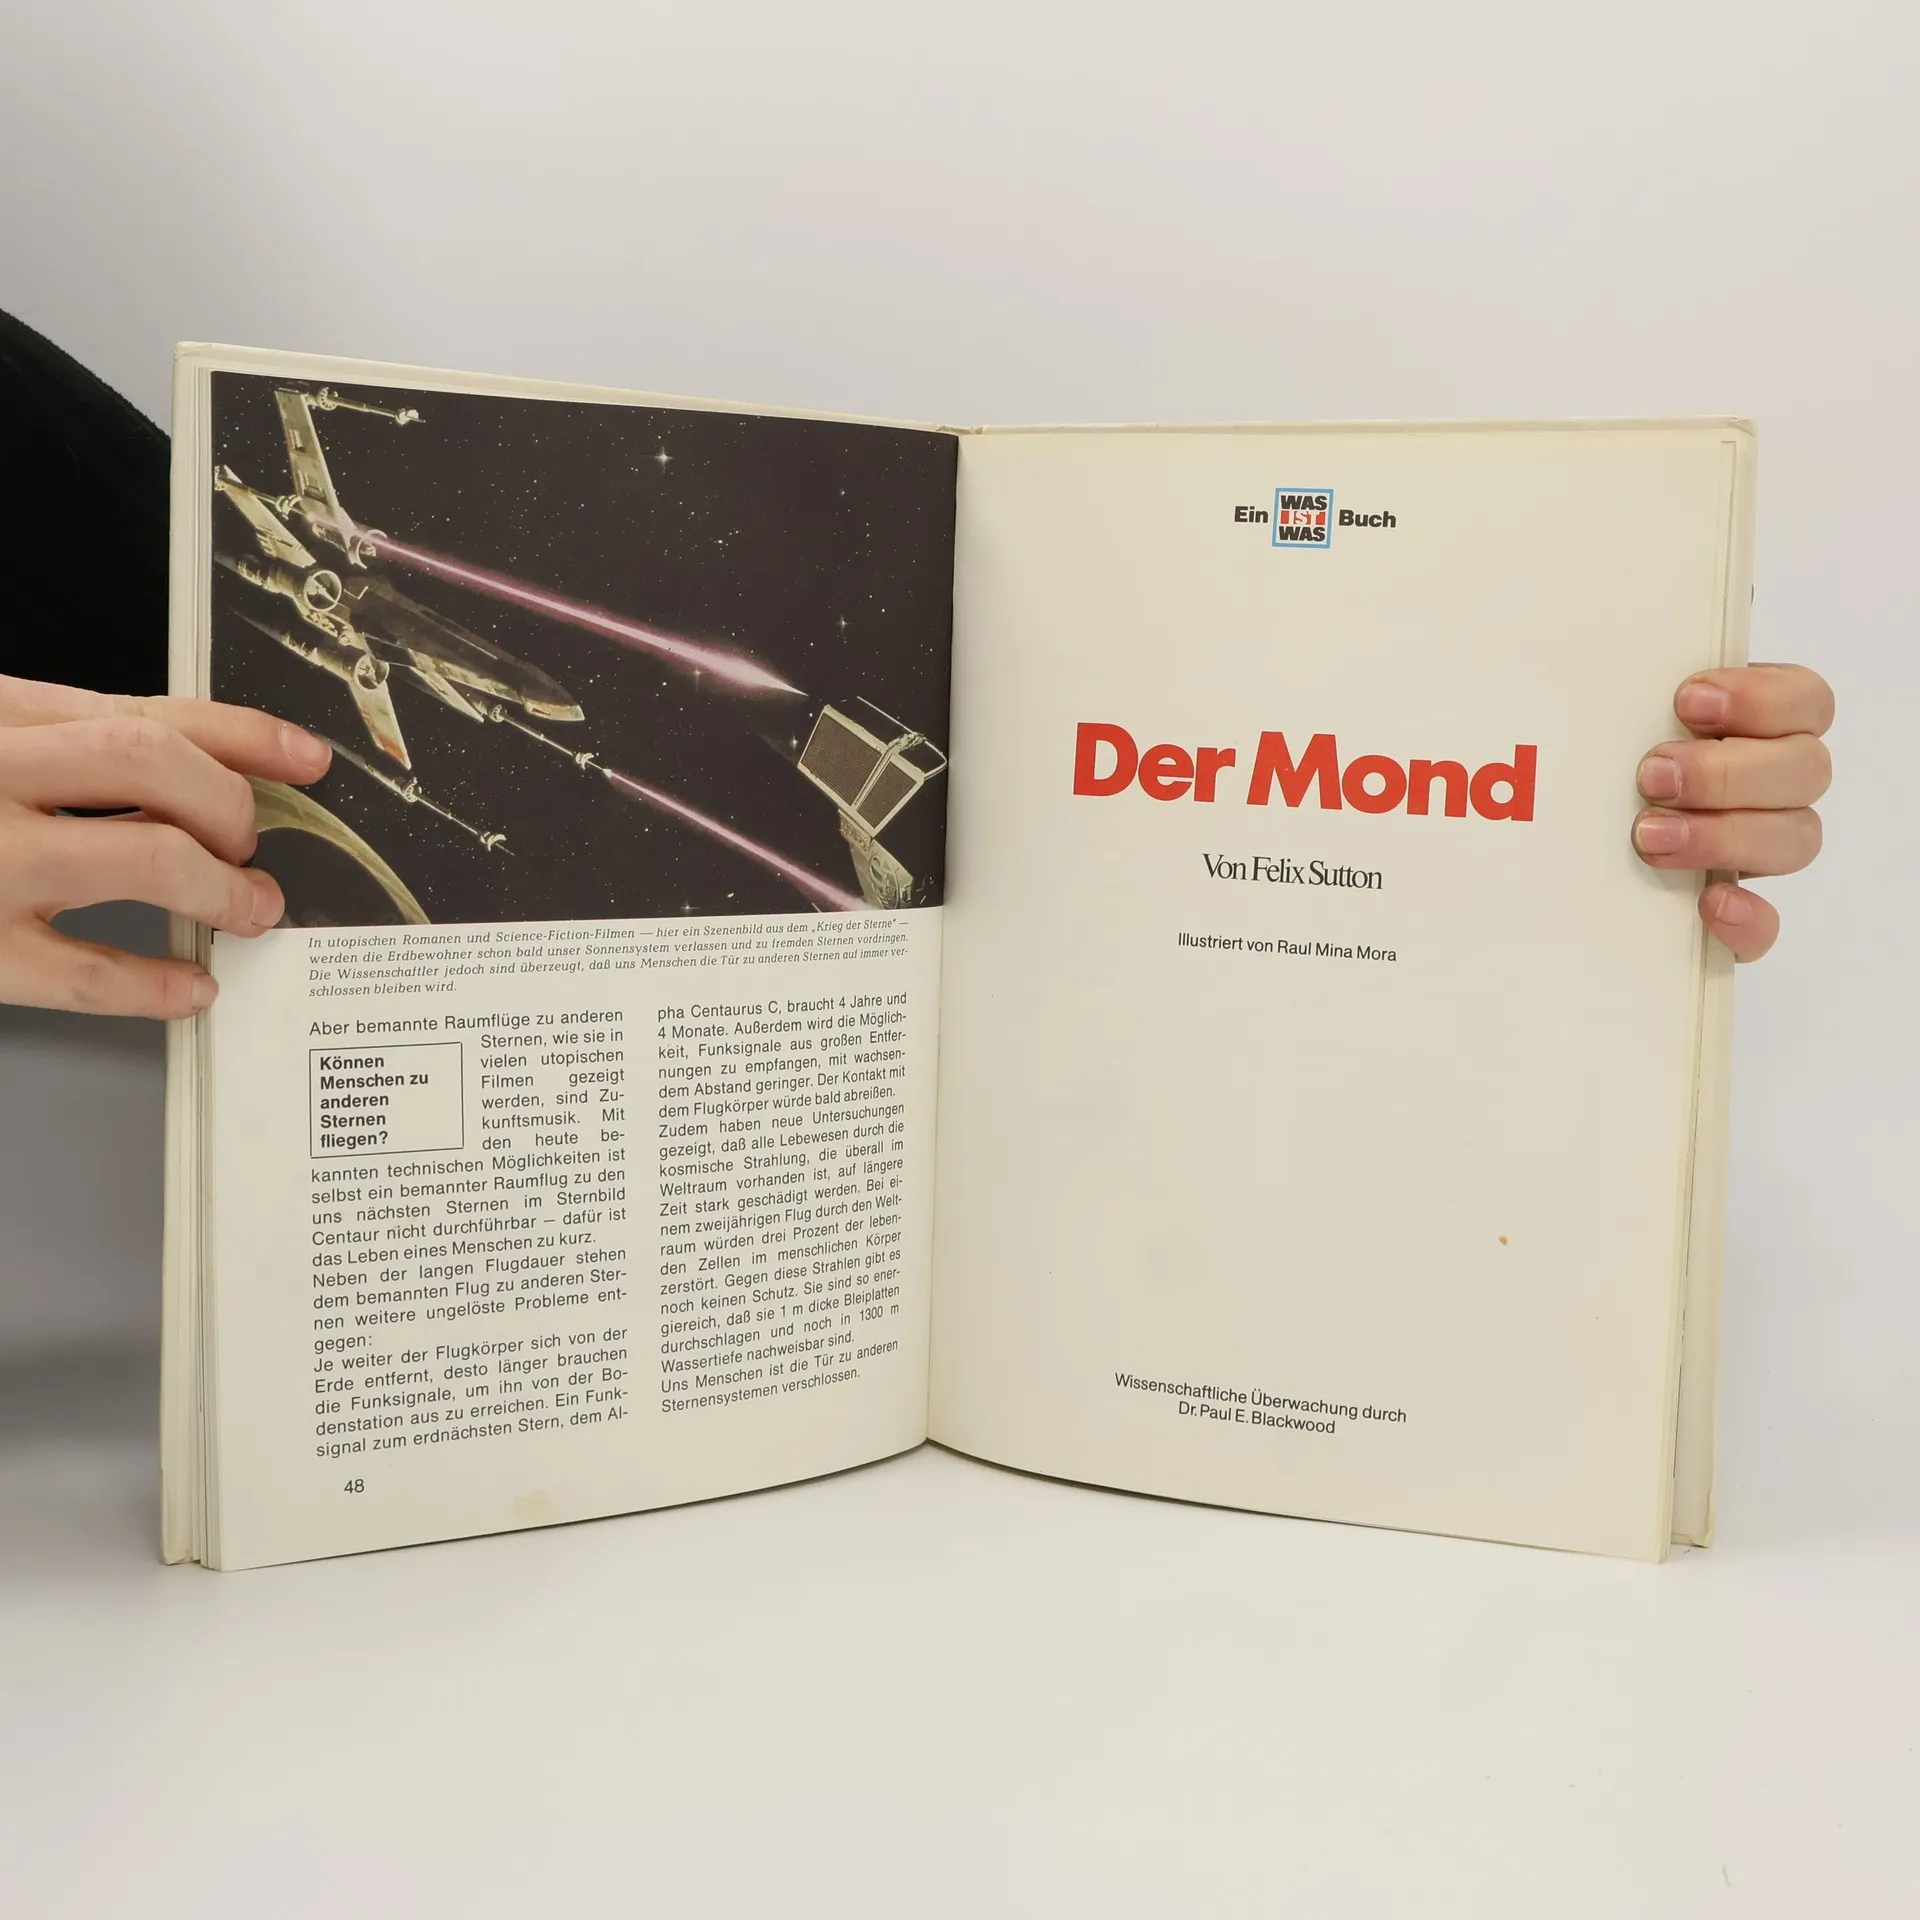 In utopischen Romanen und Science-Fiction-Filmen — hier ein Szenenbild aus dem „Krieg der Sterne“ —
werden die Erdbewohner schon bald unser Sonnensystem verlassen und zu fremden Sternen vordringen.
Die Wissenschaftler jedoch sind überzeugt, daß uns Menschen die Tür zu anderen Sternen auf immer ver-
schlossen bleiben wird.
Aber bemannte Raumflüge zu anderen
Können
Menschen zu
anderen
Sternen
fliegen?
Sternen, wie sie in
vielen utopischen
Filmen gezeigt
werden, sind Zu-
kunftsmusik. Mit
den heute be-
kannten technischen Möglichkeiten ist
selbst ein bemannter Raumflug zu den
uns nächsten Sternen im Sternbild
Centaur nicht durchführbar — dafür ist
das Leben eines Menschen zu kurz.
Neben der langen Flugdauer stehen
dem bemannten Flug zu anderen Ster-
nen weitere ungelöste Probleme ent-
gegen:
Je weiter der Flugkörper sich von der
Erde entfernt, desto länger brauchen
die Funksignale, um ihn von der Bo-
denstation aus zu erreichen. Ein Funk-
signal zum erdnächsten Stern, dem Al-
pha Centaurus C, braucht 4 Jahre und
4 Monate. Außerdem wird die Möglich-
keit, Funksignale aus großen Entfer-
nungen zu empfangen, mit wachsen-
dem Abstand geringer. Der Kontakt mit
dem Flugkörper würde bald abreißen.
Zudem haben neue Untersuchungen
gezeigt, daß alle Lebewesen durch die
kosmische Strahlung, die überall im
Weltraum vorhanden ist, auf längere
Zeit stark geschädigt werden. Bei ei-
nem zweijährigen Flug durch den Welt-
raum würden drei Prozent der leben-
den Zellen im menschlichen Körper
zerstört. Gegen diese Strahlen gibt es
noch keinen Schutz. Sie sind so ener-
giereich, daß sie 1 m dicke Bleiplatten
durchschlagen und noch in 1300 m
Wassertiefe nachweisbar sind.
Uns Menschen ist die Tür zu anderen
Sternensystemen verschlossen.
48
Ein WAS IST WAS Buch
Der Mond
Von Felix Sutton
Illustriert von Raul Mina Mora
Wissenschaftliche Überwachung durch
Dr. Paul E. Blackwood